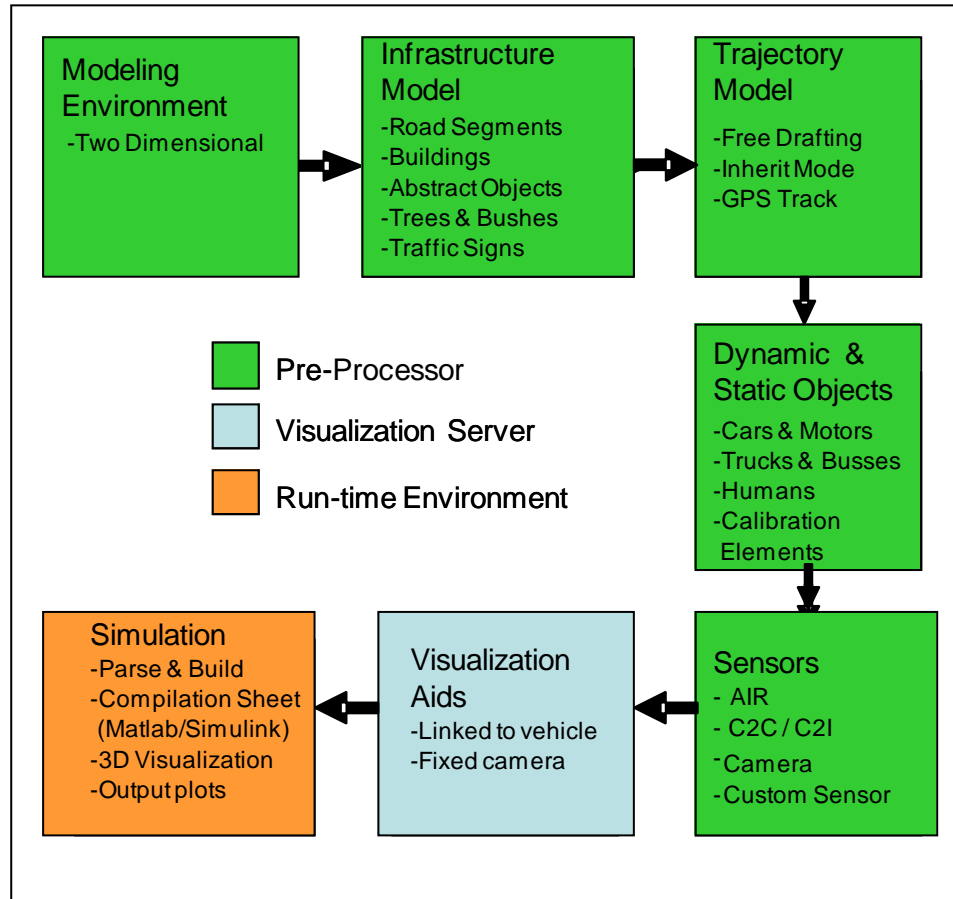 Modeling
Environment
-Two Dimensional
Infrastructure
Model
-Road Segments
-Buildings
-Abstract Objects
-Trees & Bushes
-Traffic Signs
Trajectory
Model
-Free Drafting
-Inherit Mode
-GPS Track
Dynamic &
Static Objects
-Cars & Motors
-Trucks & Busses
-Humans
-Calibration
Elements
Pre-Processor
Visualization Server
Run-time Environment
Simulation
-Parse & Build
-Compilation Sheet
(Matlab/Simulink)
-3D Visualization
-Output plots
Visualization
Aids
-Linked to vehicle
-Fixed camera
Sensors
- AIR
- C2C / C2I
- Camera
-Custom Sensor